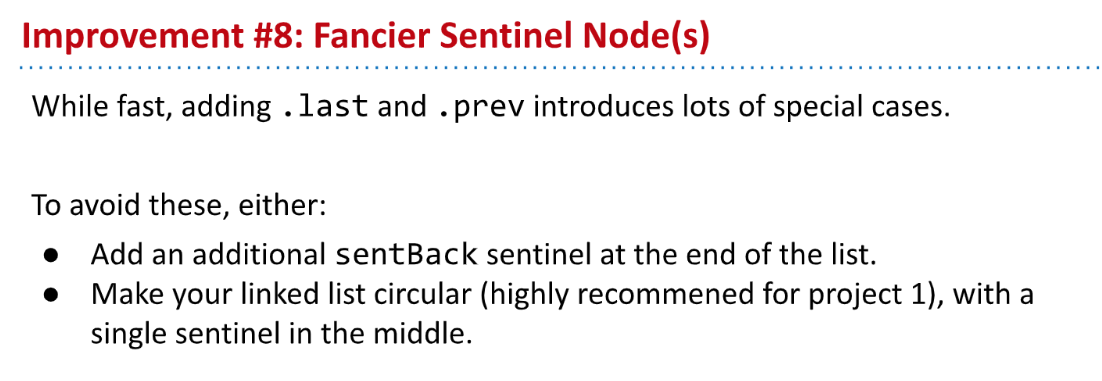 Improvement #8: Fancier Sentinel Node(s)
While fast, adding .last and .prev introduces lots of special cases.
To avoid these, either:
● Add an additional sentBack sentinel at the end of the list.
● Make your linked list circular (highly recommened for project 1), with a
single sentinel in the middle.